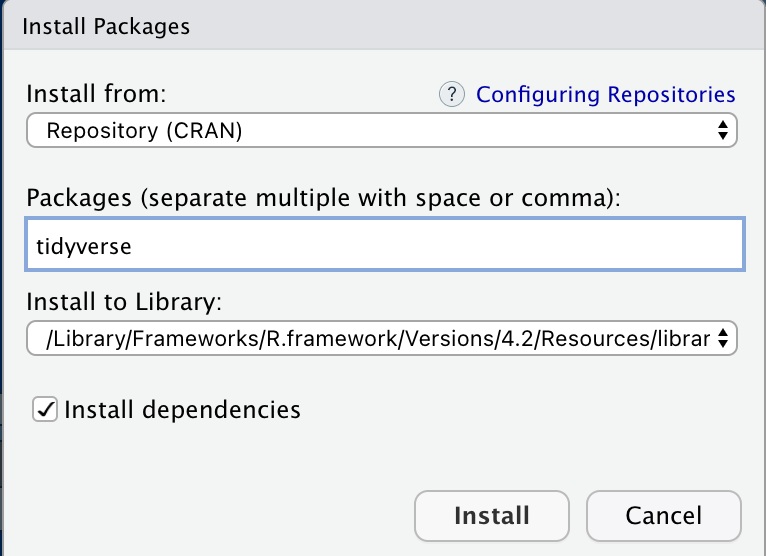 Install Packages
Install from:
? Configuring Repositories
Repository (CRAN)
Packages (separate multiple with space or comma):
tidyverse
Install to Library:
/Library/Frameworks/R.framework/Versions/4.2/Resources/librar
Install dependencies
Install
Cancel